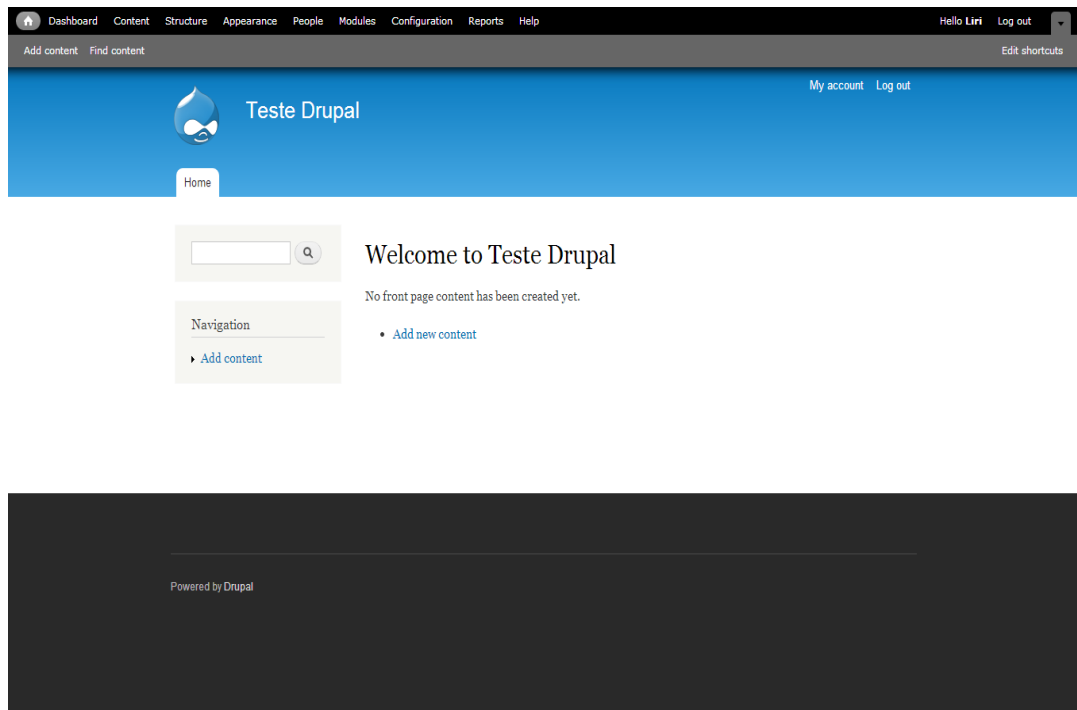 Dashboard Content Structure Appearance People Modules Configuration Reports Help Hello Liri Log out
Add content Find content Edit shortcuts
My account Log out
Teste Drupal
Home
Welcome to Teste Drupal
No front page content has been created yet.
Add new content
Navigation
Add content
Powered by Drupal